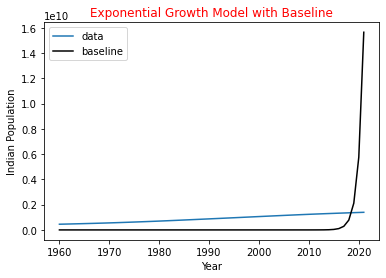 Exponential Growth Model with Baseline
1e10
data
baseline
1.6
1.4
1.2
1.0
0.8
0.6
0.4
0.2
0.0
Indian Population
1960 1970 1980 1990 2000 2010 2020
Year